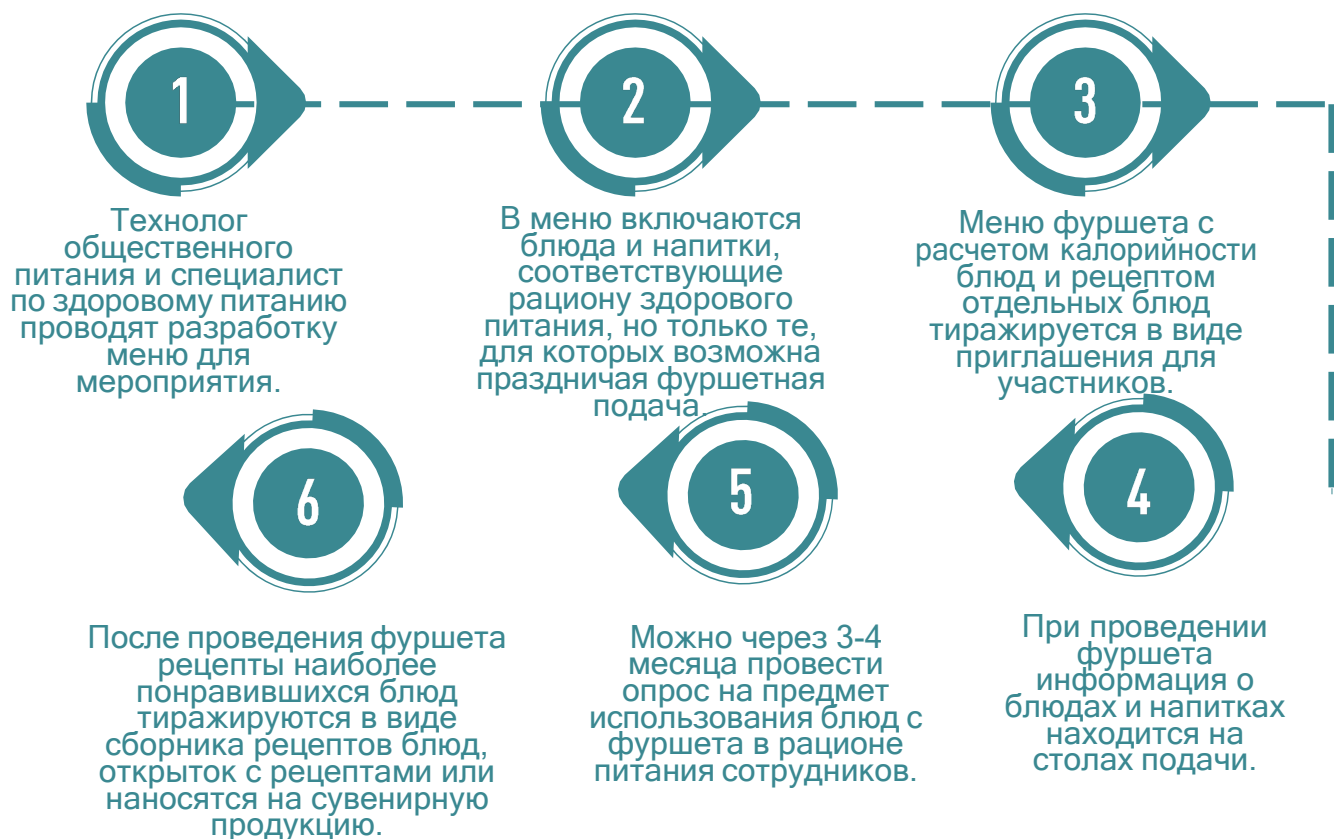 1
Технолог
общественного
питания и специалист
по здоровому питанию
проводят разработку
меню для
мероприятия.
2
В меню включаются
блюда и напитки,
соответствующие
рациону здорового
питания, но только те,
для которых возможна
праздничая фуршетная
подача.
3
Меню фуршета с
расчетом калорийности
блюд и рецептом
отдельных блюд
тиражируется в виде
приглашения для
участников.
4
При проведении
фуршета
информация о
блюдах и напитках
находится на
столах подачи.
5
Можно через 3-4
месяца провести
опрос на предмет
использования блюд с
фуршета в рационе
питания сотрудников.
6
После проведения фуршета
рецепты наиболее
понравившихся блюд
тиражируются в виде
сборника рецептов блюд,
открыток с рецептами или
наносятся на сувенирную
продукцию.